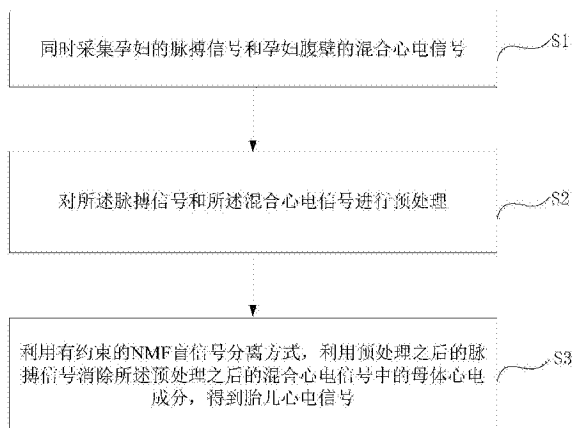 同时采集孕妇的脉搏信号和孕妇腹壁的混合心电信号
S1
对所述脉搏信号和所述混合心电信号进行预处理
S2
利用有约束的NMF盲信号分离方式，利用预处理之后的脉
搏信号消除所述预处理之后的混合心电信号中的母体心电
成分，得到胎儿心电信号
S3